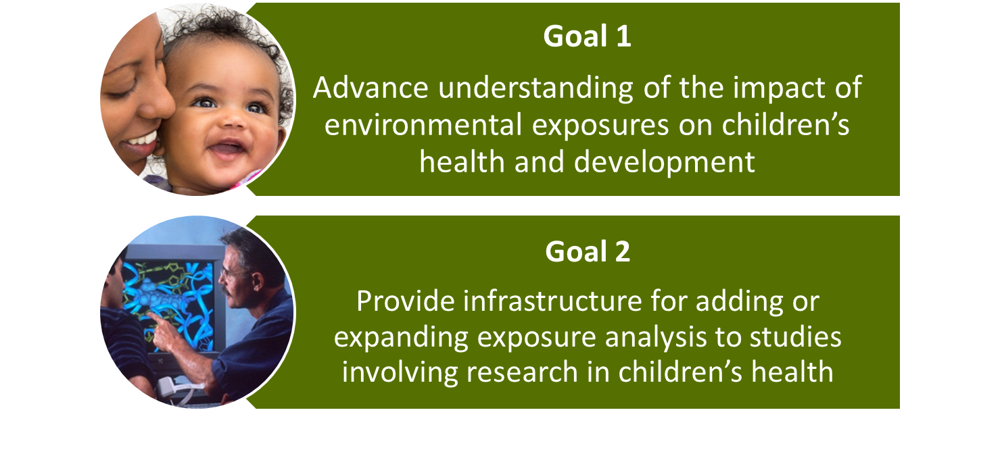 Goal 1
Advance understanding of the impact of
environmental exposures on children’s
health and development
Goal 2
Provide infrastructure for adding or
expanding exposure analysis to studies
involving research in children’s health